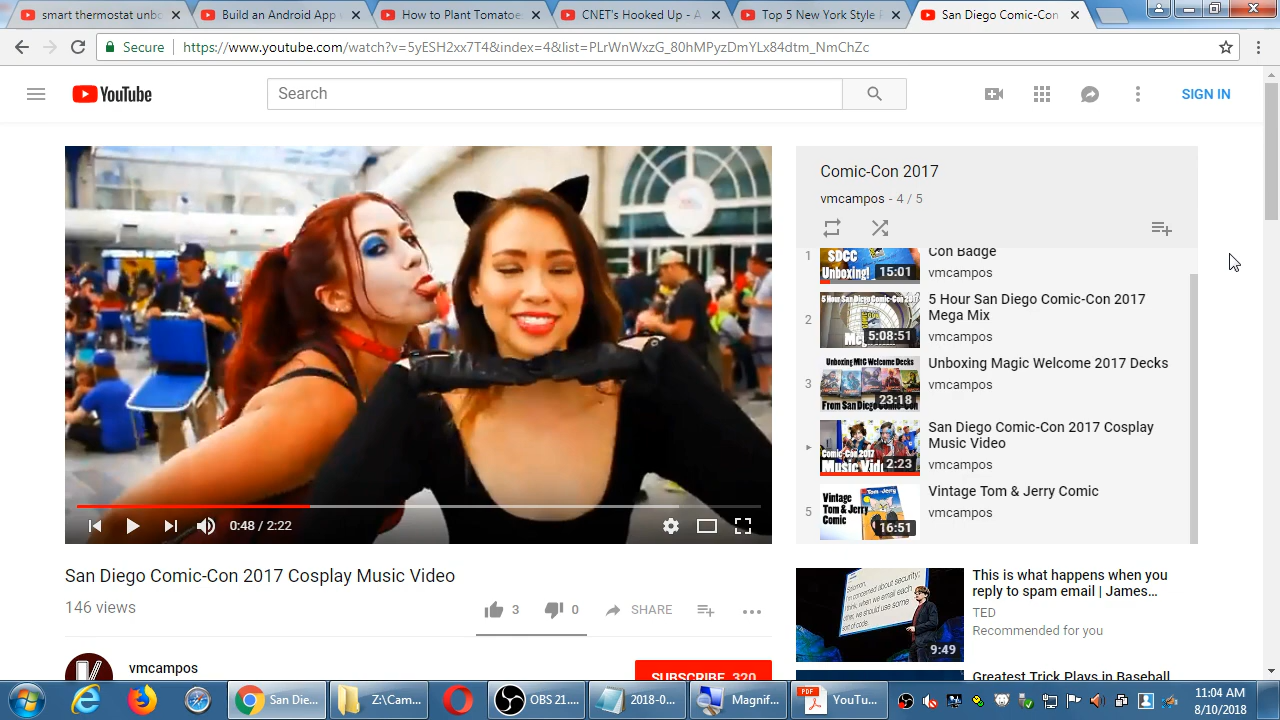 smart thermostat unb
Build an Android App
How to Plant Tomatoe
CNET's Hooked Up - A
Top 5 New York Style
San Diego Comic-Con
Secure
https://www.youtube.com/watch?v=5yESH2xx7T4&index=4&list=PLrWnWxzG_80hMPyzDmYLx84dtm_NmChZc
YouTube
Search
SIGN IN
Comic-Con 2017
vmcampos - 4 / 5
1
SDCC
Unboxing!
15:01
Con Badge
vmcampos
2
5 Hour San Diego Comic-Con 2017
5:08:51
5 Hour San Diego Comic-Con 2017
Mega Mix
vmcampos
3
Unboxing MtG Welcome Decks
From San Diego Comic-Con
23:18
Unboxing Magic Welcome 2017 Decks
vmcampos
Comic-Con 2017
Music Vid
2:23
San Diego Comic-Con 2017 Cosplay
Music Video
vmcampos
5
Vintage
Tom &
Jerry
Comic
Tom and Jerry
16:51
Vintage Tom & Jerry Comic
vmcampos
0:48 / 2:22
San Diego Comic-Con 2017 Cosplay Music Video
146 views
3
0
SHARE
vmcampos
SUBSCRIBE 320
9:49
This is what happens when you
reply to spam email | James...
TED
Recommended for you
Greatest Trick Plays in Baseball
San Die...
Z:\Cam...
OBS 21....
2018-0...
Magnif...
PDF
YouTu...
11:04 AM
8/10/2018